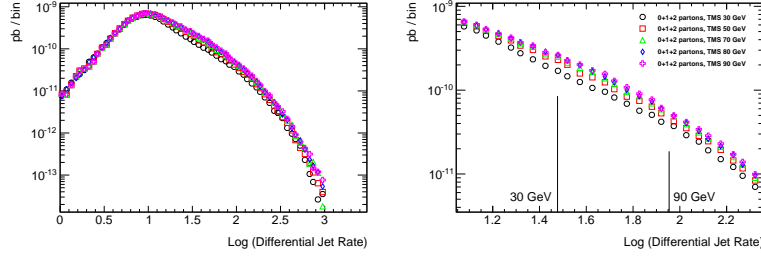 pb / bin
10⁻⁹
10⁻¹⁰
10⁻¹¹
10⁻¹²
10⁻¹³
0 0.5 1.0 1.5 2.0 2.5 3.0
Log (Differential Jet Rate)
pb / bin
10⁻¹⁰
10⁻¹¹
0+1+2 partons, TMS 30 GeV
0+1+2 partons, TMS 50 GeV
0+1+2 partons, TMS 70 GeV
0+1+2 partons, TMS 80 GeV
0+1+2 partons, TMS 90 GeV
30 GeV
90 GeV
1.2 1.4 1.6 1.8 2.0 2.2
Log (Differential Jet Rate)